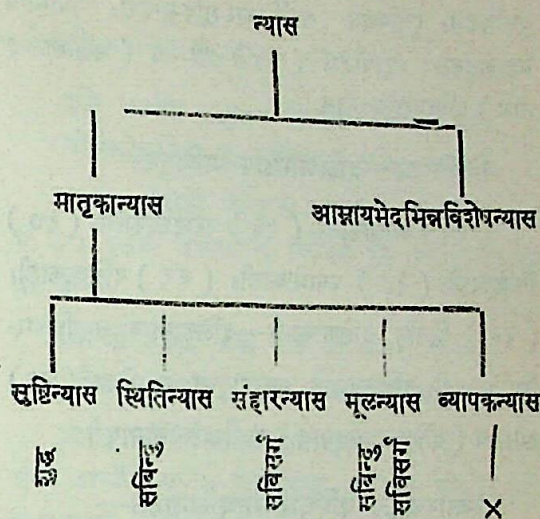 न्यास
मातृकान्यास आम्नायभेदभिन्नविशेषन्यास
सृष्टिन्यास स्थितिन्यास संहारन्यास मूलन्यास व्यापकन्यास
शुद्ध सबिन्दु सविसर्ग सबिन्दु सविसर्ग ×